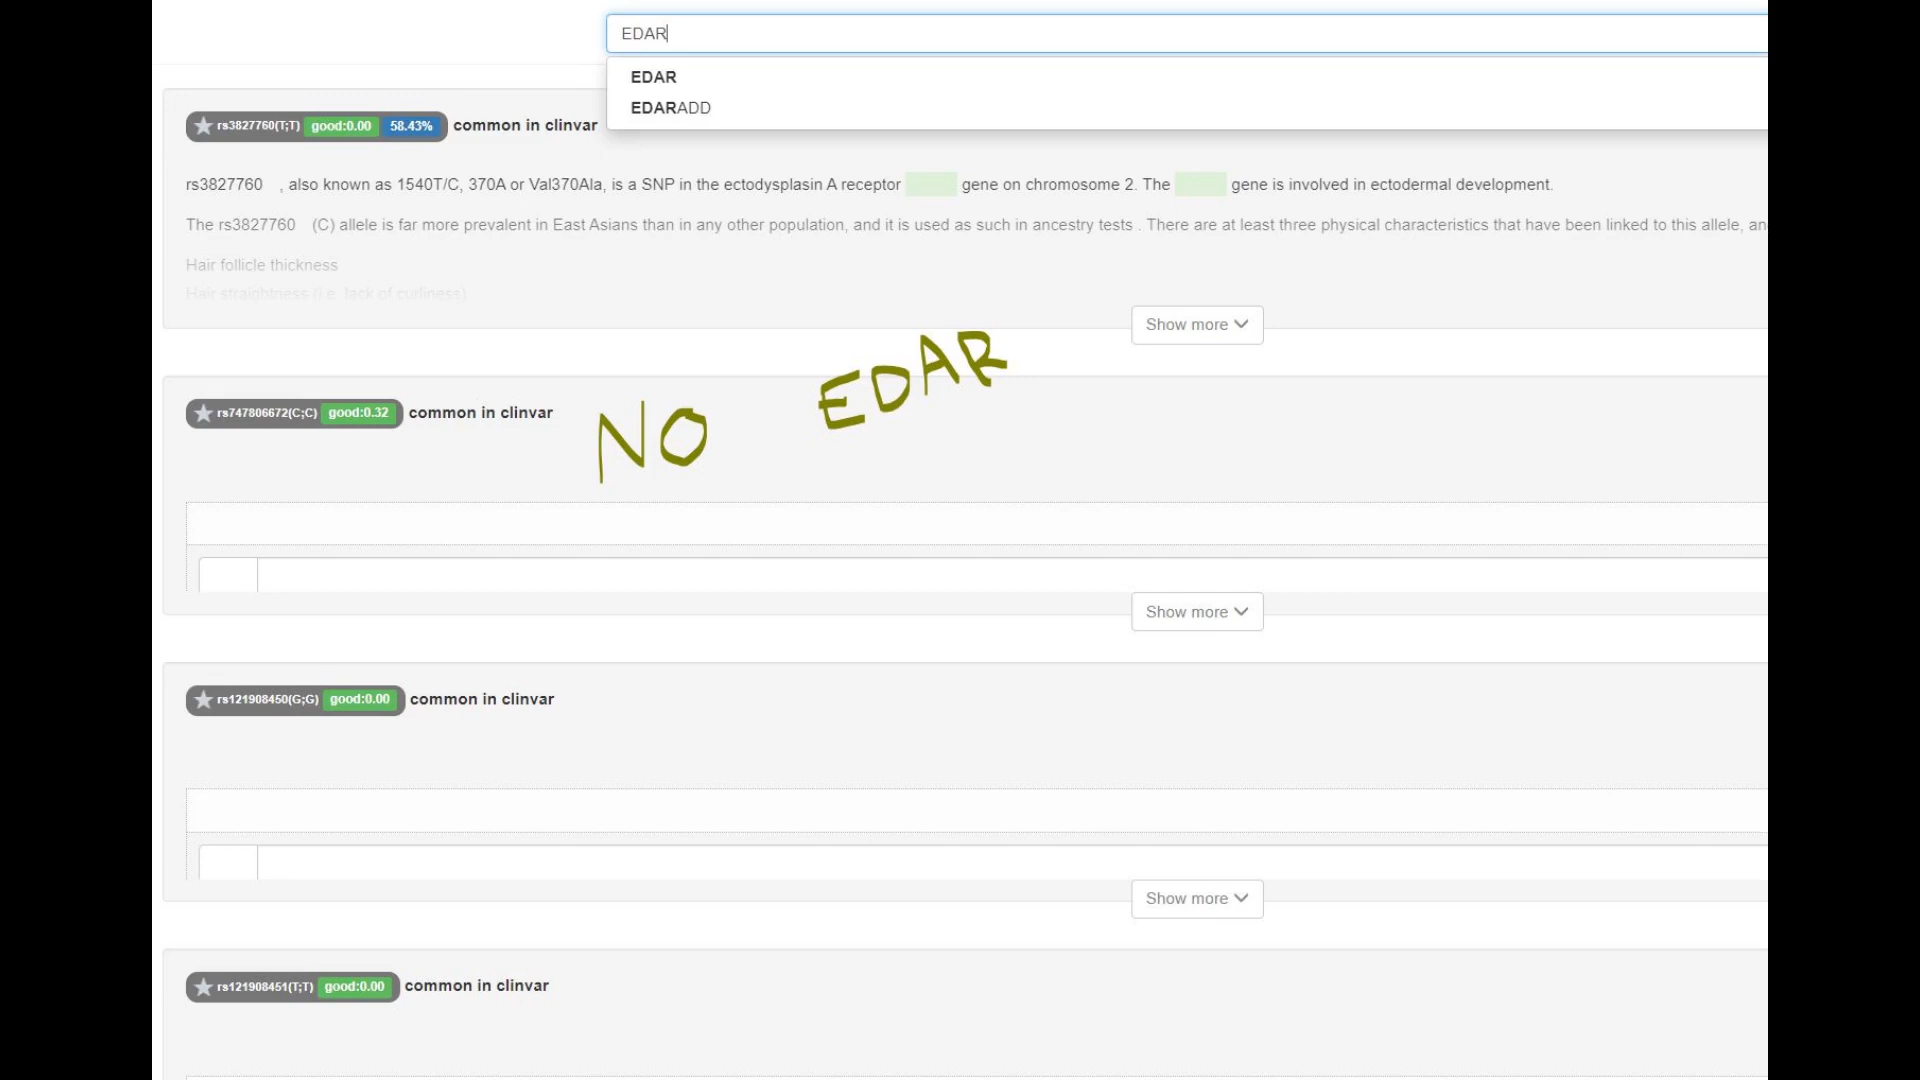 EDAR
EDAR
EDARADD
rs3827760(T;T) good:0.00 58.43% common in clinvar
rs3827760 , also known as 1540T/C, 370A or Val370Ala, is a SNP in the ectodysplasin A receptor gene on chromosome 2. The gene is involved in ectodermal development.
The rs3827760 (C) allele is far more prevalent in East Asians than in any other population, and it is used as such in ancestry tests . There are at least three physical characteristics that have been linked to this allele, an
Hair follicle thickness
Hair straightness (i.e. lack of curliness)
Show more
NO EDAR
rs747806672(C;C) good:0.32 common in clinvar
Show more
rs121908450(G;G) good:0.00 common in clinvar
Show more
rs121908451(T;T) good:0.00 common in clinvar